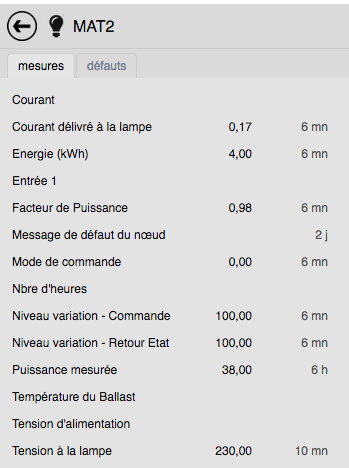 MAT2
mesures défauts
Courant
Courant délivré à la lampe 0,17 6 mn
Energie (kWh) 4,00 6 mn
Entrée 1
Facteur de Puissance 0,98 6 mn
Message de défaut du nœud 2 j
Mode de commande 0,00 6 mn
Nbre d'heures
Niveau variation - Commande 100,00 6 mn
Niveau variation - Retour Etat 100,00 6 mn
Puissance mesurée 38,00 6 h
Température du Ballast
Tension d'alimentation
Tension à la lampe 230,00 10 mn